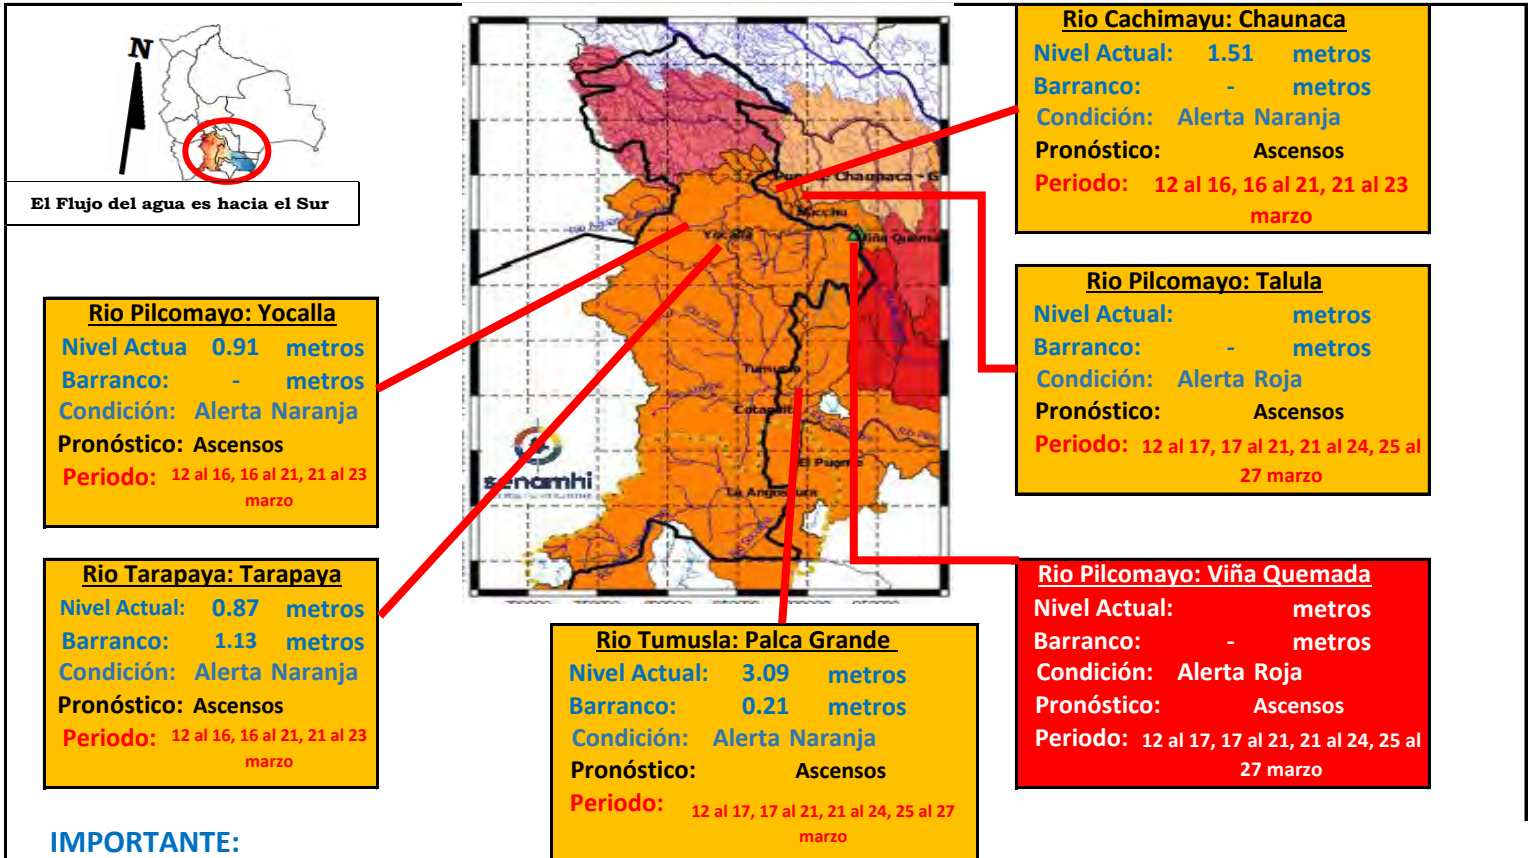 N
El Flujo del agua es hacia el Sur
Rio Pilcomayo: Yocalla
Nivel Actua 0.91 metros
Barranco: - metros
Condición: Alerta Naranja
Pronóstico: Ascensos
Periodo: 12 al 16, 16 al 21, 21 al 23
marzo
Rio Tarapaya: Tarapaya
Nivel Actual: 0.87 metros
Barranco: 1.13 metros
Condición: Alerta Naranja
Pronóstico: Ascensos
Periodo: 12 al 16, 16 al 21, 21 al 23
marzo
IMPORTANTE:
Chaunaca - G
Yocalla
Viña Quema
Tumusla
El Puente
senamhi
Rio Tumusla: Palca Grande
Nivel Actual: 3.09 metros
Barranco: 0.21 metros
Condición: Alerta Naranja
Pronóstico: Ascensos
Periodo: 12 al 17, 17 al 21, 21 al 24, 25 al 27
marzo
Rio Cachimayu: Chaunaca
Nivel Actual: 1.51 metros
Barranco: - metros
Condición: Alerta Naranja
Pronóstico: Ascensos
Periodo: 12 al 16, 16 al 21, 21 al 23
marzo
Rio Pilcomayo: Talula
Nivel Actual: metros
Barranco: - metros
Condición: Alerta Roja
Pronóstico: Ascensos
Periodo: 12 al 17, 17 al 21, 21 al 24, 25 al
27 marzo
Rio Pilcomayo: Viña Quemada
Nivel Actual: metros
Barranco: - metros
Condición: Alerta Roja
Pronóstico: Ascensos
Periodo: 12 al 17, 17 al 21, 21 al 24, 25 al
27 marzo